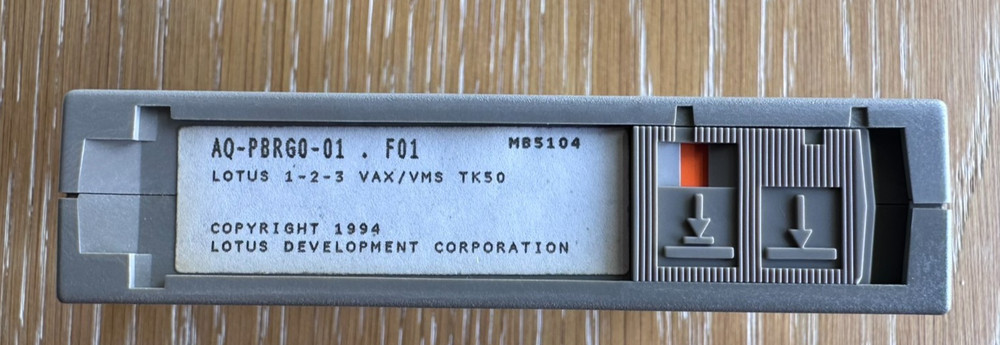 AQ-PBRG0-01 . F01 MB5104
LOTUS 1-2-3 VAX/VMS TK50
COPYRIGHT 1994
LOTUS DEVELOPMENT CORPORATION